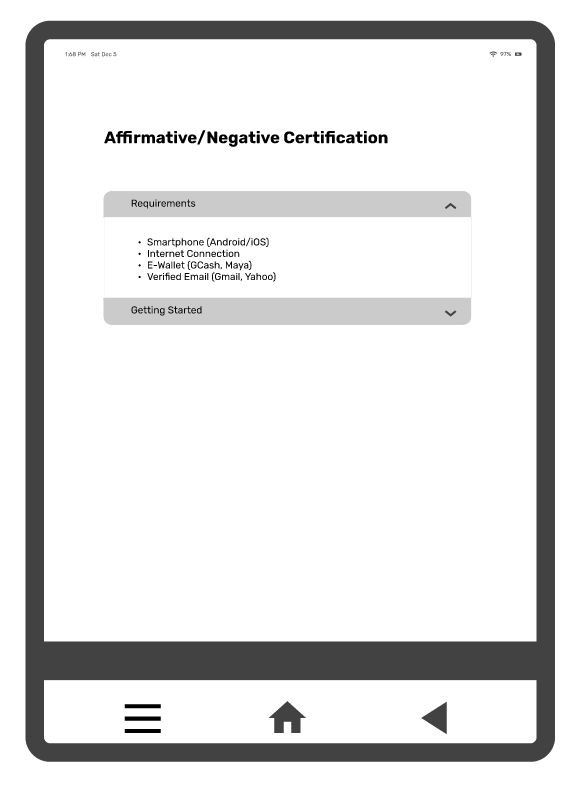 1:68 PM Sat Dec 5
97%
Affirmative/Negative Certification
Requirements
• Smartphone (Android/iOS)
• Internet Connection
• E-Wallet (GCash, Maya)
• Verified Email (Gmail, Yahoo)
Getting Started